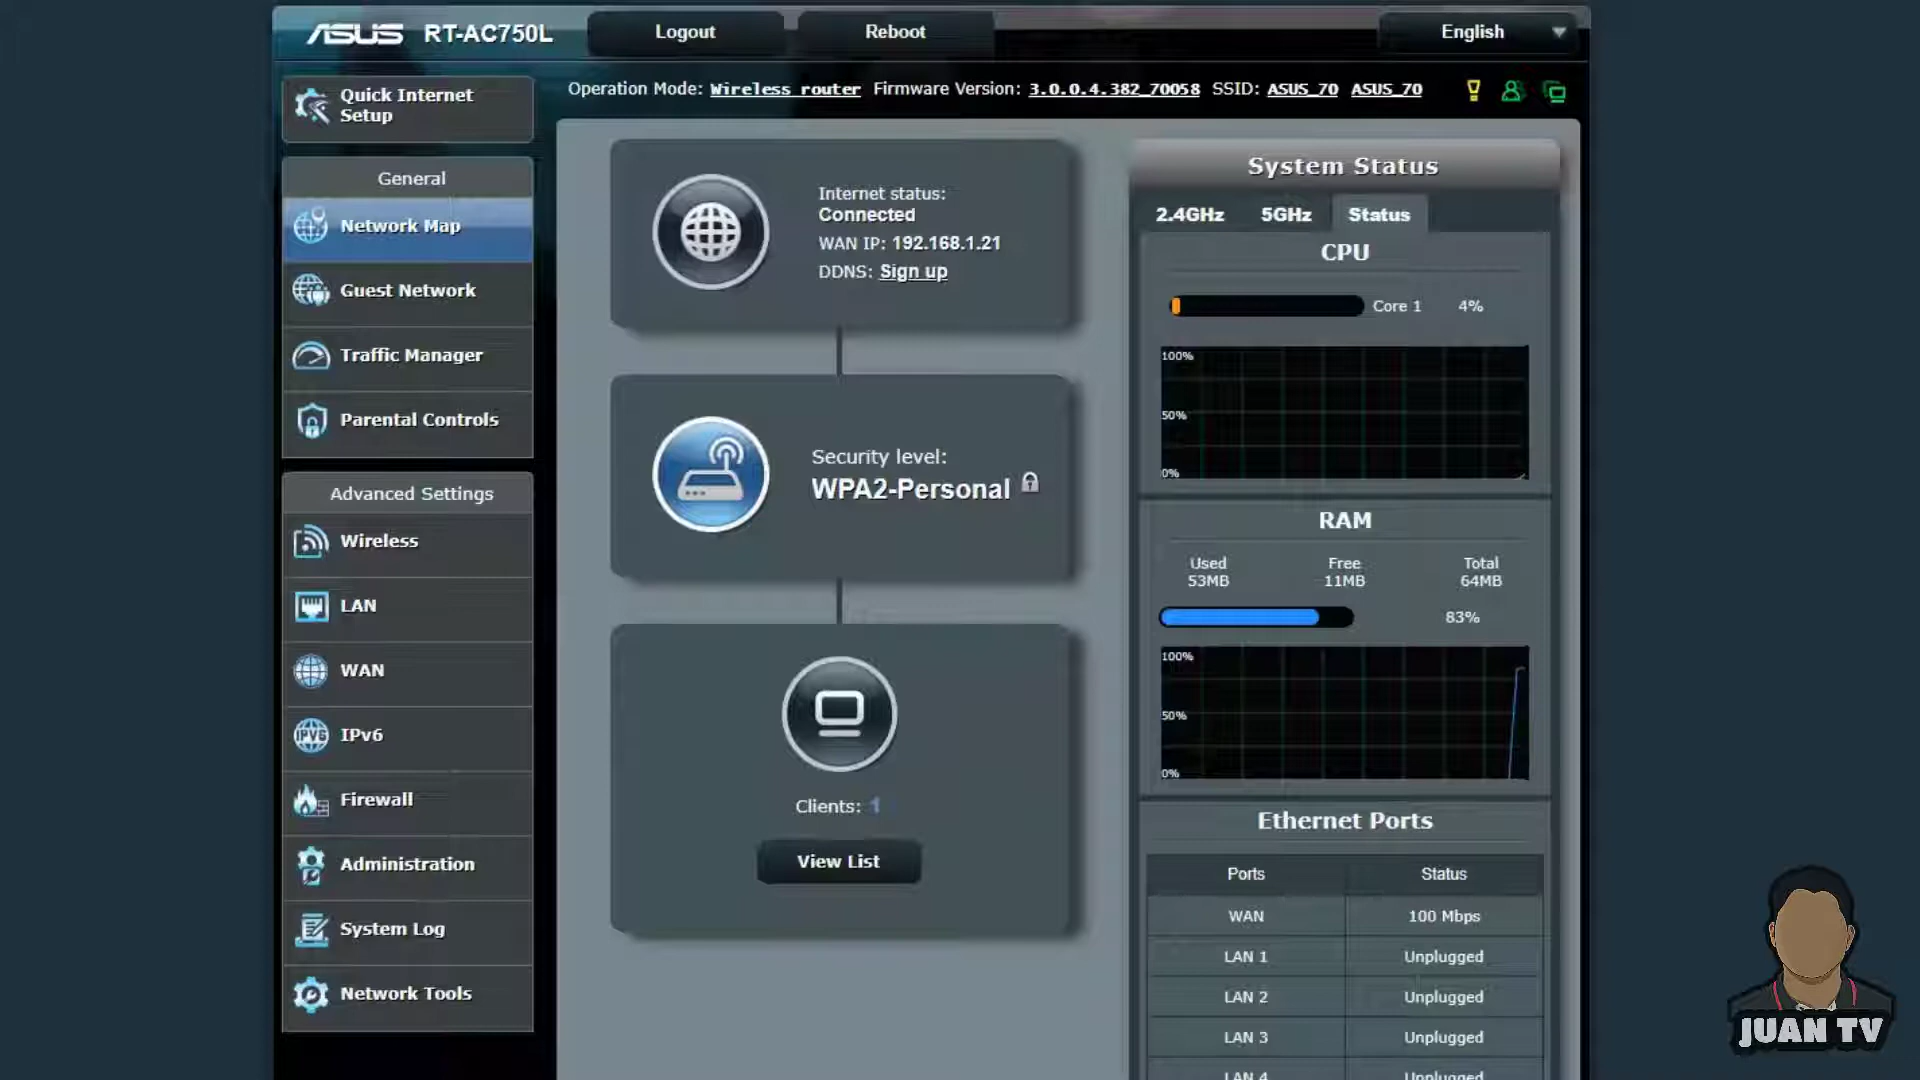 ASUS RT-AC750L
Logout
Reboot
English
Quick Internet
Setup
Operation Mode: Wireless router Firmware Version: 3.0.0.4.382_70058 SSID: ASUS_70 ASUS_70
General
Network Map
Guest Network
Traffic Manager
Parental Controls
Advanced Settings
Wireless
LAN
WAN
IPV6
IPv6
Firewall
Administration
System Log
Network Tools
Internet status:
Connected
WAN IP: 192.168.1.21
DDNS: Sign up
Security level:
WPA2-Personal
Clients: 1
View List
System Status
2.4GHz 5GHz Status
CPU
Core 1 4%
100%
50%
0%
RAM
Used Free Total
53MB 11MB 64MB
83%
100%
50%
0%
Ethernet Ports
Ports Status
WAN 100 Mbps
LAN 1 Unplugged
LAN 2 Unplugged
LAN 3 Unplugged
LAN 4 Unplugged
JUAN TV